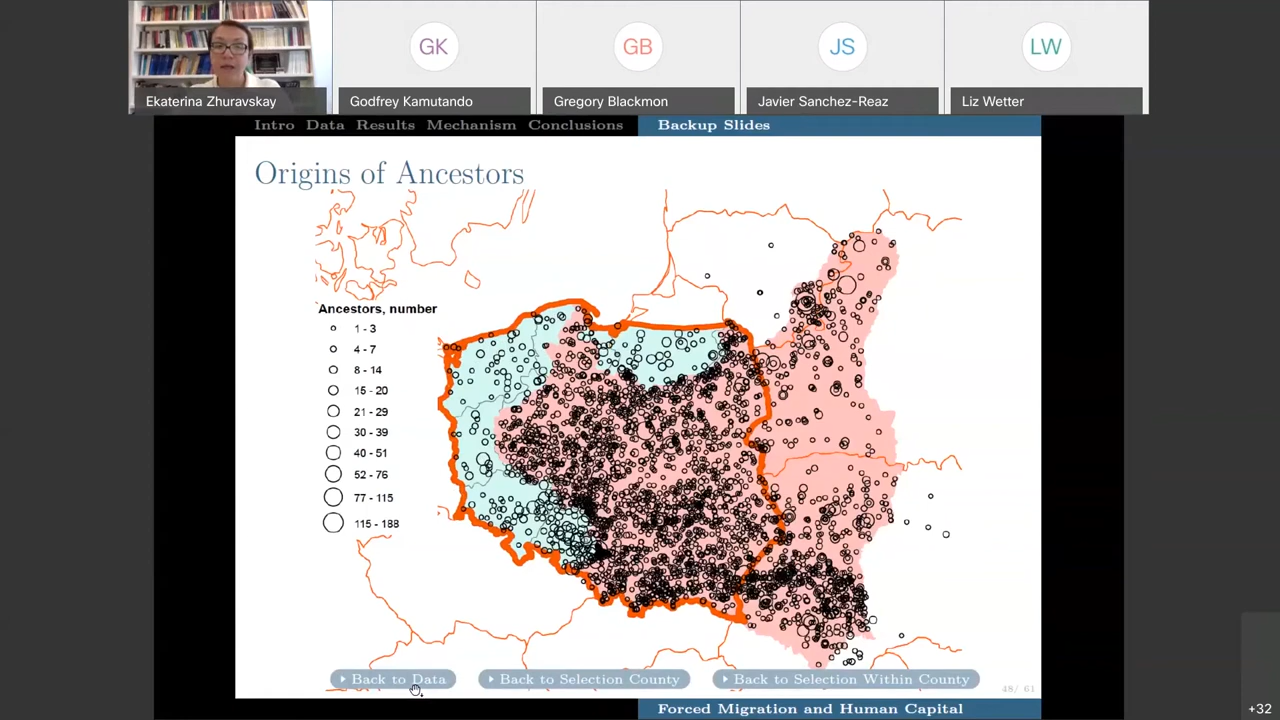 GK
GB
JS
LW
Ekaterina Zhuravskay
Godfrey Kamutando
Gregory Blackmon
Javier Sanchez-Reaz
Liz Wetter
Intro Data Results Mechanism Conclusions
Backup Slides
Origins of Ancestors
Ancestors, number
1 - 3
4 - 7
8 - 14
15 - 20
21 - 29
30 - 39
40 - 51
52 - 76
77 - 115
115 - 188
Back to Data
Back to Selection County
Back to Selection Within County
48/ 61
Forced Migration and Human Capital
+32